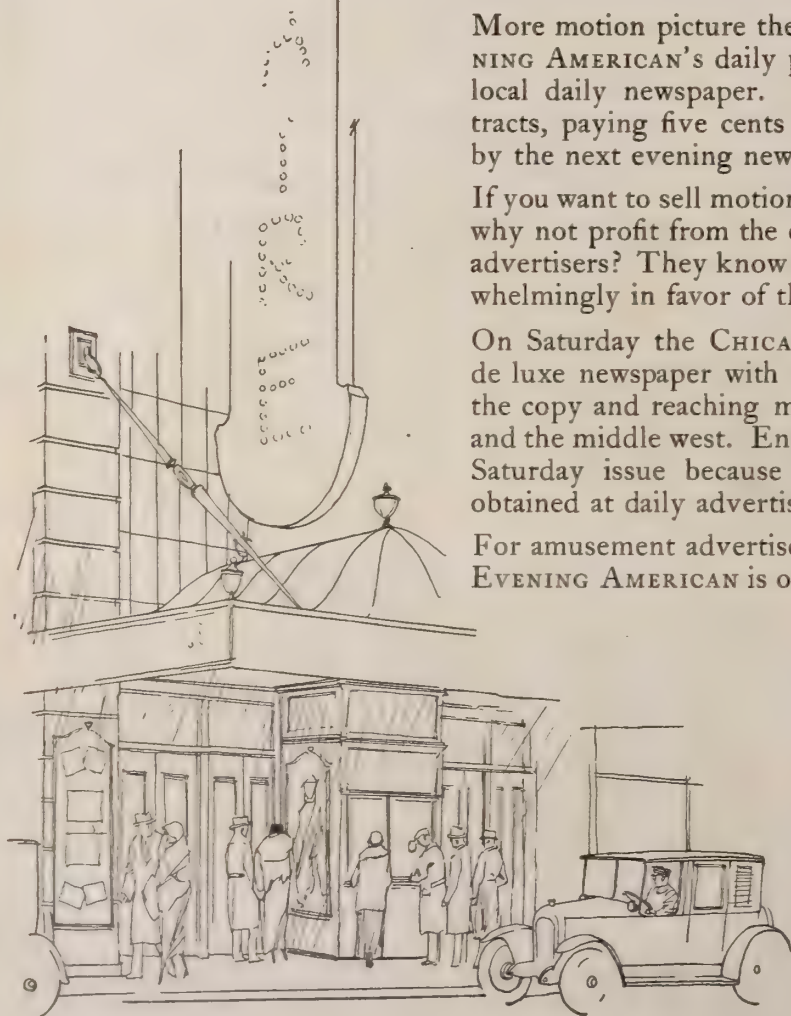 More motion picture the
NING AMERICAN's daily p
local daily newspaper.
tracts, paying five cents
by the next evening new
If you want to sell motion
why not profit from the e
advertisers? They know
whelmingly in favor of th
On Saturday the CHICA
de luxe newspaper with
the copy and reaching m
and the middle west. En
Saturday issue because
obtained at daily advertis
For amusement advertise
EVENING AMERICAN is o